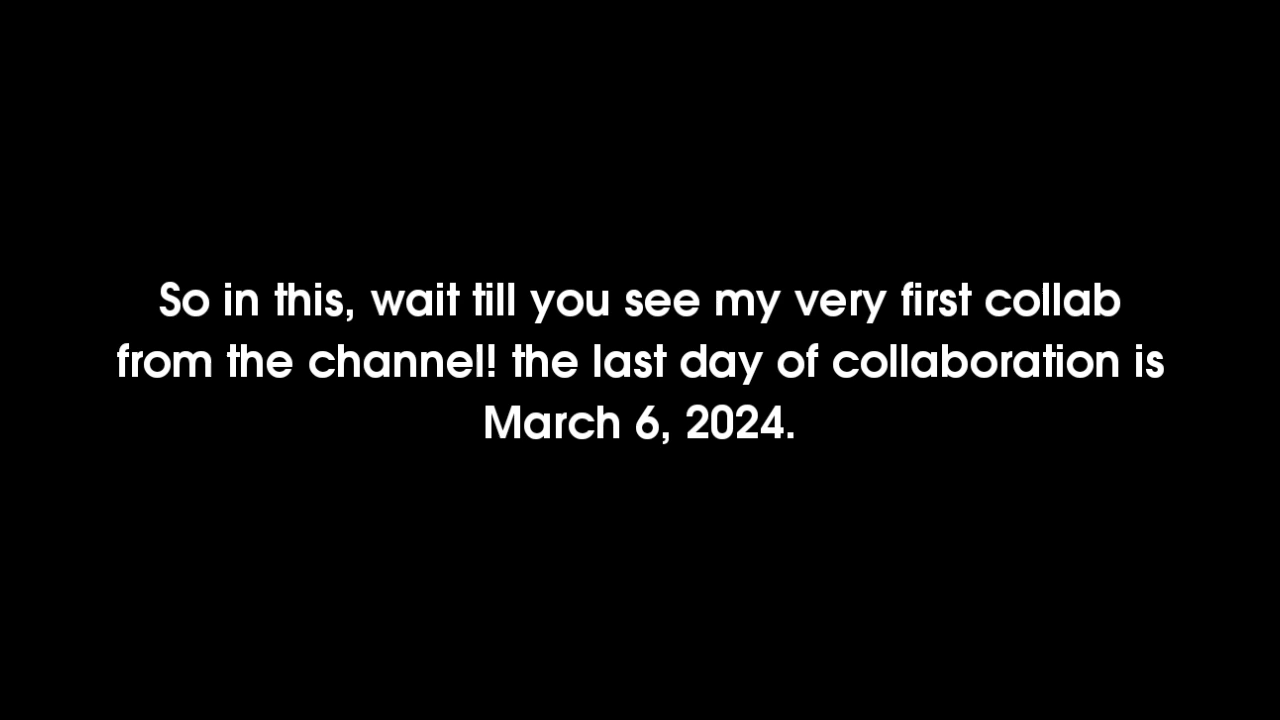 So in this, wait till you see my very first collab
from the channel! the last day of collaboration is
March 6, 2024.